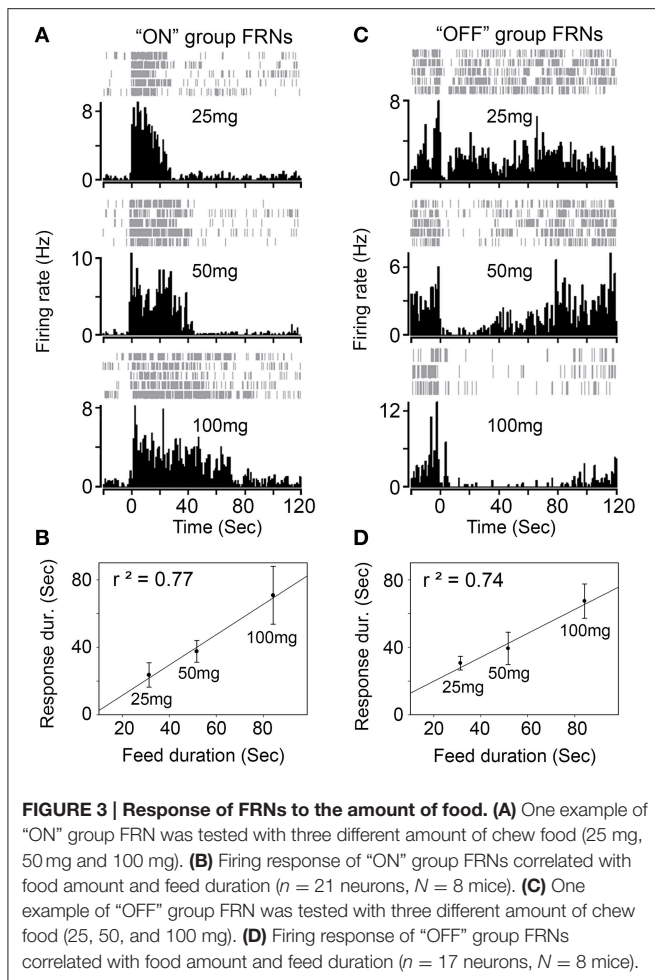 A
"ON" group FRNs
25mg
8
0
50mg
10
5
0
Firing rate (Hz)
100mg
8
4
0
0 40 80 120
Time (Sec)
C
"OFF" group FRNs
25mg
8
4
0
50mg
6
3
0
Firing rate (Hz)
100mg
12
6
0
0 40 80 120
Time (Sec)
B
r² = 0.77
80
40
0
Response dur. (Sec)
25mg
50mg
100mg
20 40 60 80
Feed duration (Sec)
D
r² = 0.74
80
40
0
Response dur. (Sec)
25mg
50mg
100mg
20 40 60 80
Feed duration (Sec)
FIGURE 3 | Response of FRNs to the amount of food. (A) One example of
"ON" group FRN was tested with three different amount of chew food (25 mg,
50 mg and 100 mg). (B) Firing response of "ON" group FRNs correlated with
food amount and feed duration (n = 21 neurons, N = 8 mice). (C) One
example of "OFF" group FRN was tested with three different amount of chew
food (25, 50, and 100 mg). (D) Firing response of "OFF" group FRNs
correlated with food amount and feed duration (n = 17 neurons, N = 8 mice).